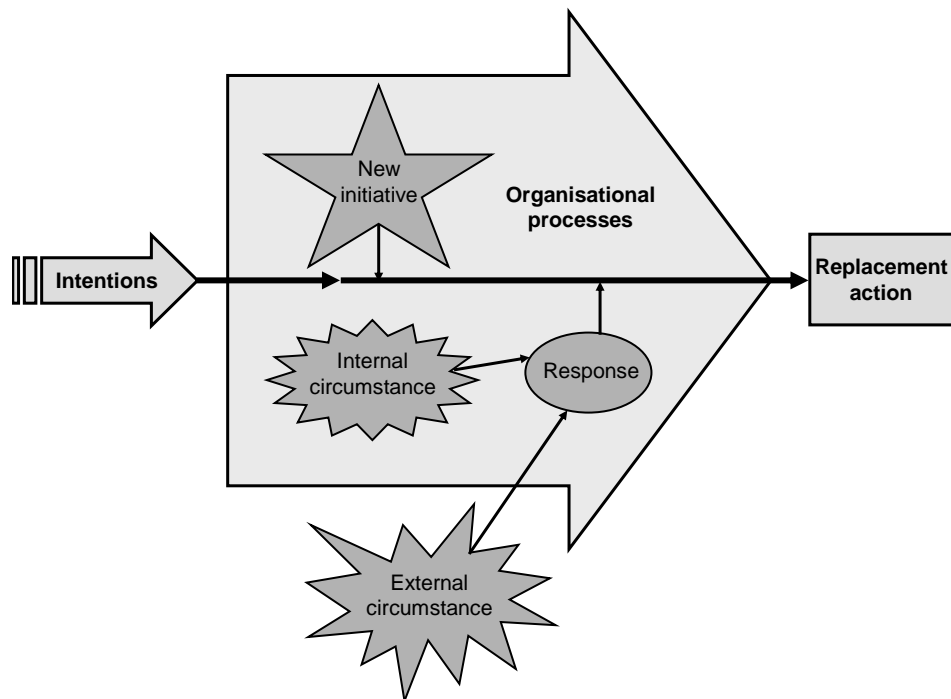 New
initiative
Organisational
processes
Intentions
Replacement
action
Internal
circumstance
Response
External
circumstance